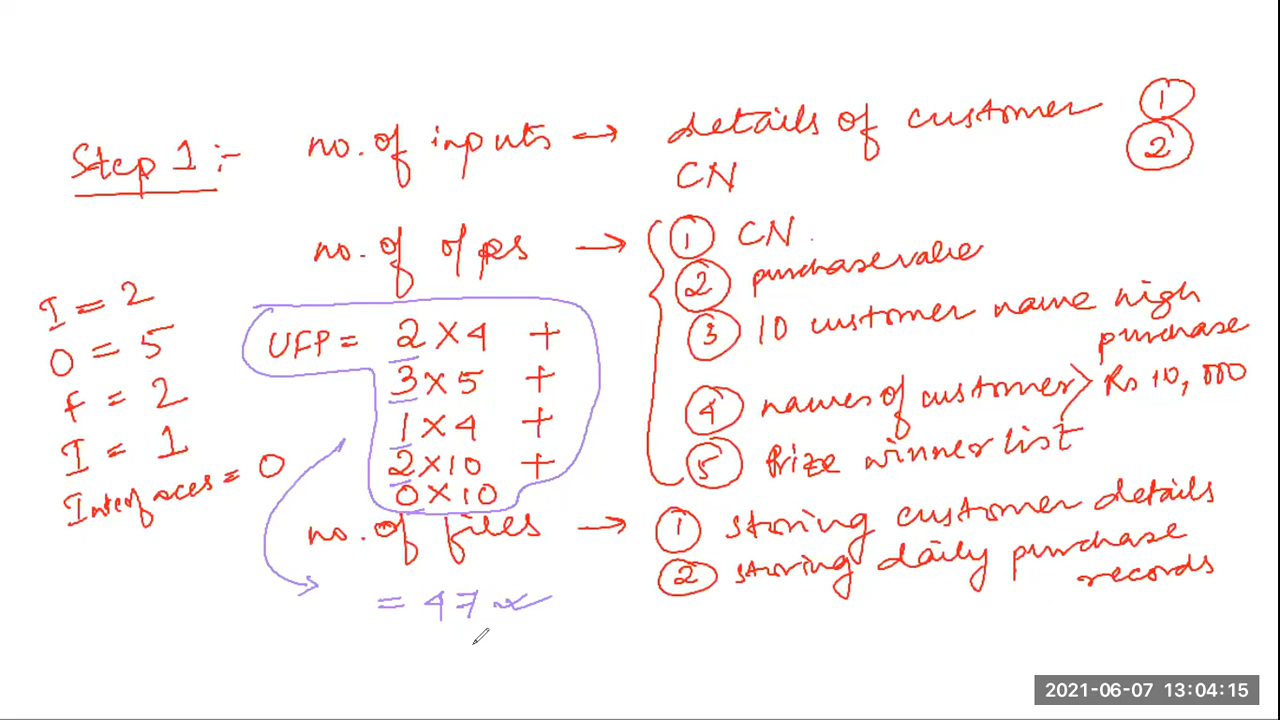 Step 1 :-
no. of inputs → details of customer ①
CN ②
no. of o/ps → ① CN.
② purchase value
③ 10 customer name high
purchase
④ names of customer > Rs 10,000
⑤ Prize winner list
I = 2
O = 5
f = 2
I = 1
Interfaces = 0
UFP = 2 X 4 +
3 X 5 +
1 X 4 +
2 X 10 +
0 X 10
no. of files → ① storing customer details
② storing daily purchase
records
= 47
2021-06-07 13:04:15